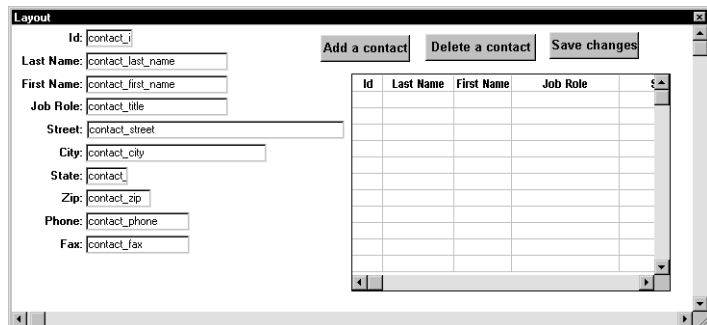 Layout
Id: contact_i
Last Name: contact_last_name
First Name: contact_first_name
Job Role: contact_title
Street: contact_street
City: contact_city
State: contact_
Zip: contact_zip
Phone: contact_phone
Fax: contact_fax
Add a contact Delete a contact Save changes
Id Last Name First Name Job Role S